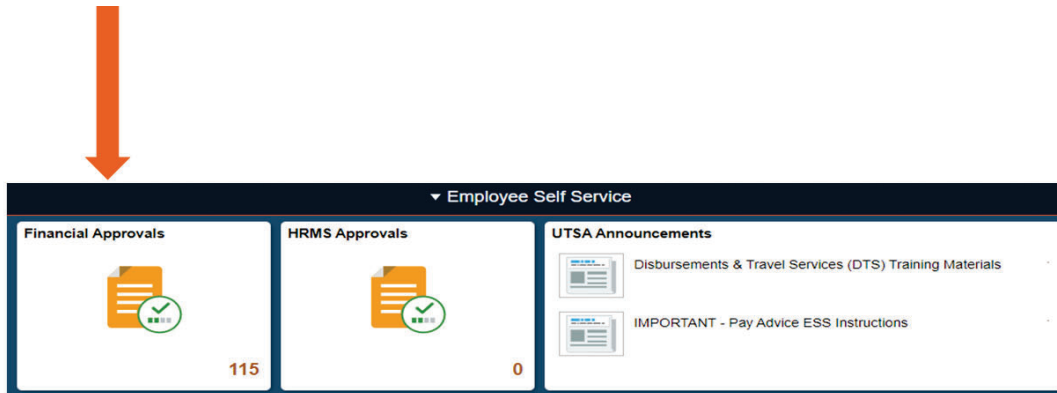 Employee Self Service
Financial Approvals
115
HRMS Approvals
0
UTSA Announcements
Disbursements & Travel Services (DTS) Training Materials
IMPORTANT - Pay Advice ESS Instructions